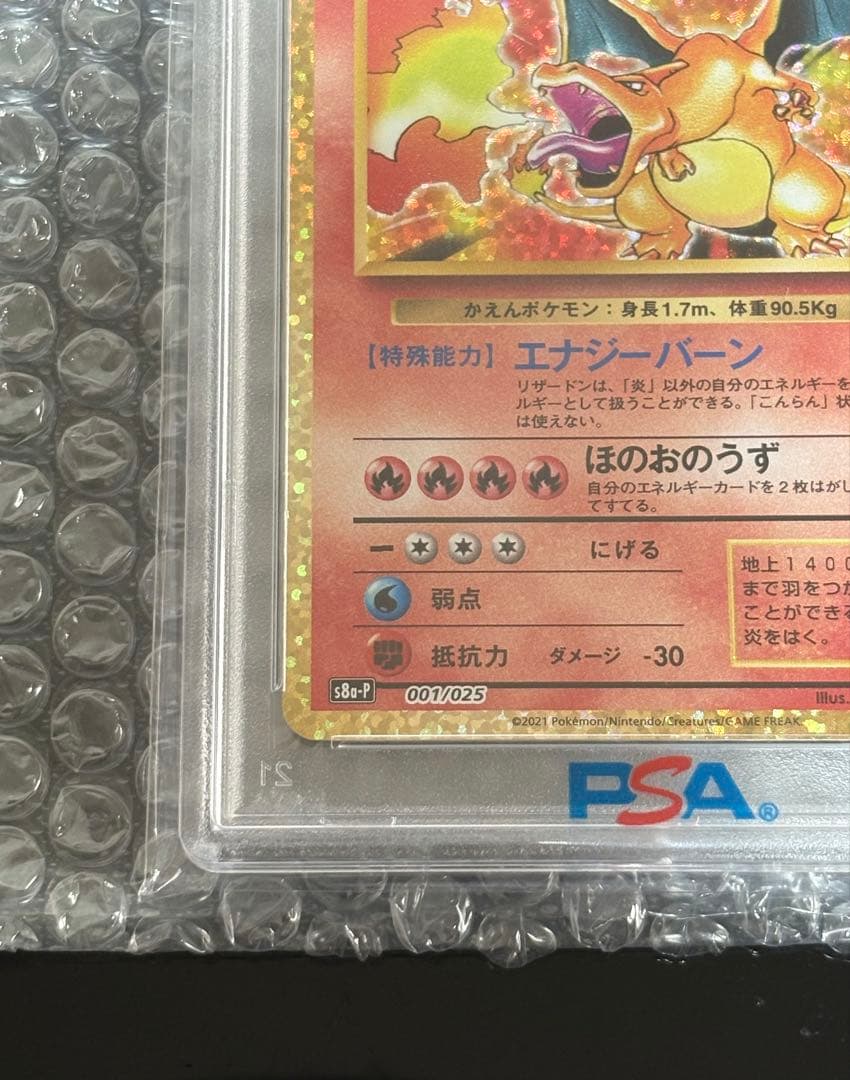 かえんポケモン：身長1.7m、体重90.5Kg
【特殊能力】エナジーバーン
リザードンは、「炎」以外の自分のエネルギーを
ルギーとして扱うことができる。「こんらん」状
は使えない。
ほのおのうず
自分のエネルギーカードを2枚はがし
てすてる。
ー にげる
弱点
抵抗力 ダメージ -30
地上1400
まで羽をつか
ことができる
炎をはく。
s8a-P 001/025 Illus.
©2021 Pokémon/Nintendo/Creatures/GAME FREAK.
21
PSA®